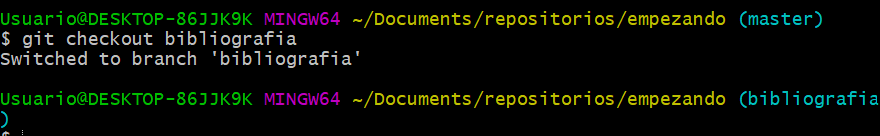 Usuario@DESKTOP-86JJK9K MINGW64 ~/Documents/repositorios/empezando (master)
$ git checkout bibliografia
Switched to branch 'bibliografia'
Usuario@DESKTOP-86JJK9K MINGW64 ~/Documents/repositorios/empezando (bibliografia
)
$